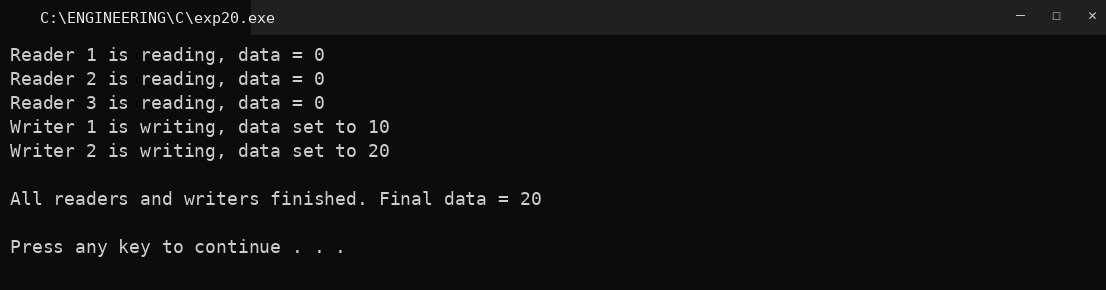 C:\ENGINEERING\C\exp20.exe
Reader 1 is reading, data = 0
Reader 2 is reading, data = 0
Reader 3 is reading, data = 0
Writer 1 is writing, data set to 10
Writer 2 is writing, data set to 20
All readers and writers finished. Final data = 20
Press any key to continue . . .